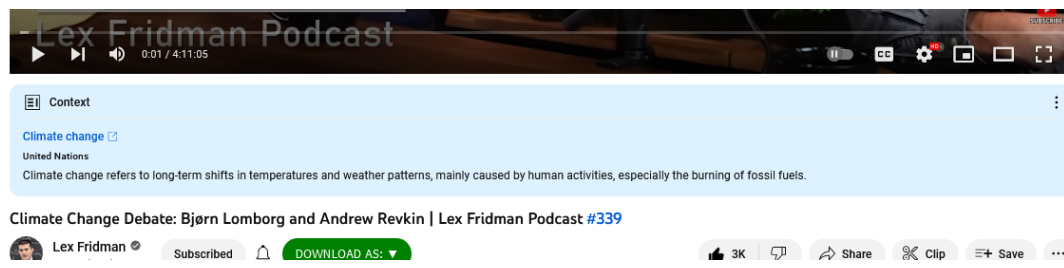 - Lex Fridman Podcast
SUBSCRIBE
0:01 / 4:11:05
CC
HD
Context
Climate change
United Nations
Climate change refers to long-term shifts in temperatures and weather patterns, mainly caused by human activities, especially the burning of fossil fuels.
Climate Change Debate: Bjørn Lomborg and Andrew Revkin | Lex Fridman Podcast #339
Lex Fridman
Subscribed
DOWNLOAD AS: ▼
3K
Share
Clip
Save